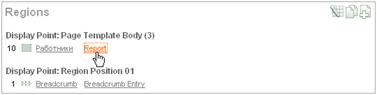 Regions
Display Point: Page Template Body (3)
10 Работники Report
Display Point: Region Position 01
1 Breadcrumb Breadcrumb Entry